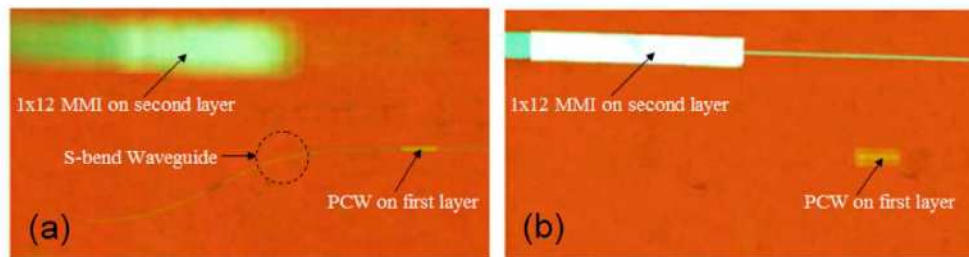 1x12 MMI on second layer
S-bend Waveguide
PCW on first layer
(a)
1x12 MMI on second layer
PCW on first layer
(b)